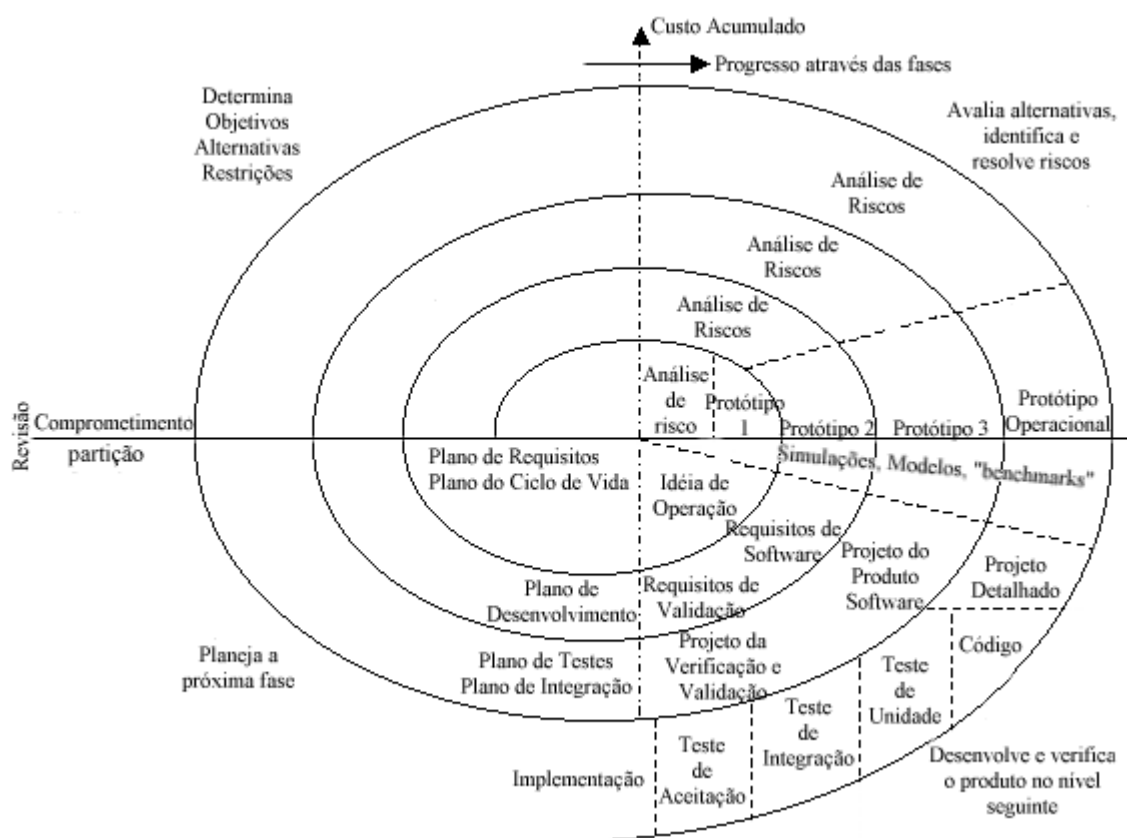 Custo Acumulado
Progresso através das fases
Determina
Objetivos
Alternativas
Restrições
Avalia alternativas,
identifica e
resolve riscos
Análise de
Riscos
Análise de
Riscos
Análise de
Riscos
Análise
de
risco
Protótipo
1
Protótipo 2
Protótipo 3
Protótipo
Operacional
Revisão
Comprometimento
partição
Simulações, Modelos, "benchmarks"
Plano de Requisitos
Plano do Ciclo de Vida
Idéia de
Operação
Requisitos de
Software
Projeto do
Produto
Software
Projeto
Detalhado
Plano de
Desenvolvimento
Requisitos de
Validação
Código
Planeja a
próxima fase
Plano de Testes
Plano de Integração
Projeto da
Verificação e
Validação
Teste
de
Unidade
Teste
de
Integração
Teste
de
Aceitação
Implementação
Desenvolve e verifica
o produto no nível
seguinte